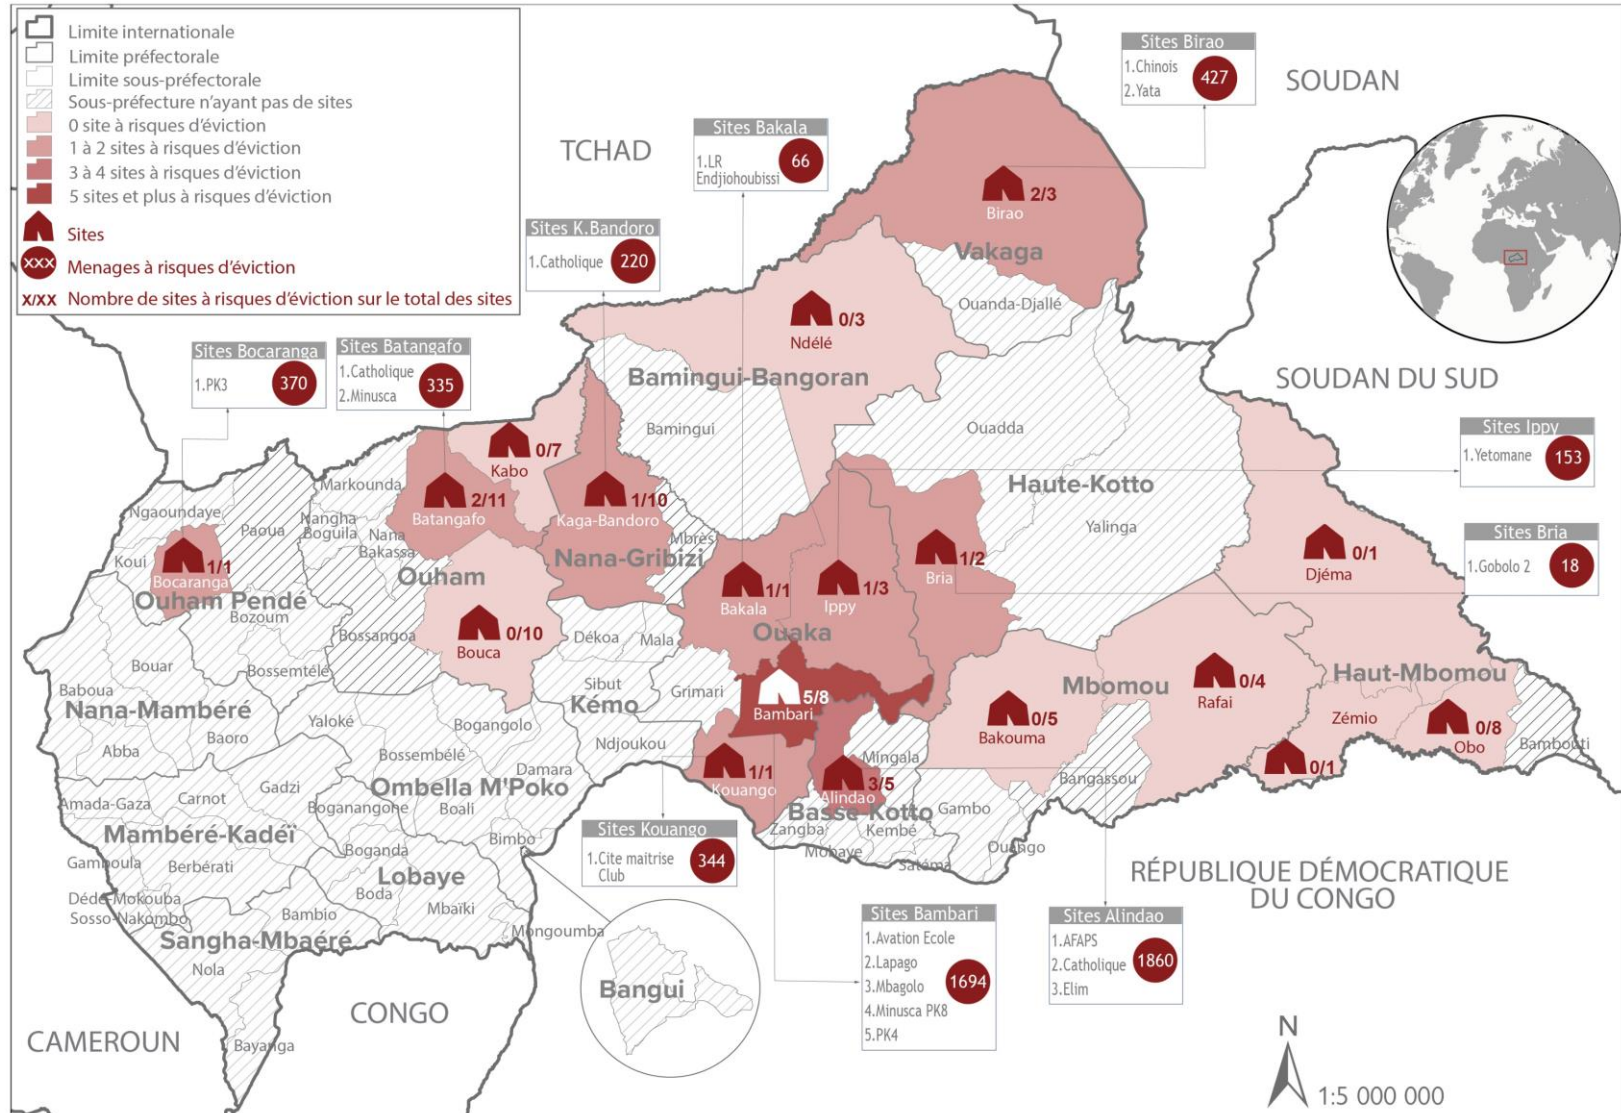 Limite internationale
Limite préfectorale
Limite sous-préfectorale
Sous-préfecture n'ayant pas de sites
0 site à risques d'éviction
1 à 2 sites à risques d'éviction
3 à 4 sites à risques d'éviction
5 sites et plus à risques d'éviction
Sites
XXX Menages à risques d'éviction
X/XX Nombre de sites à risques d'éviction sur le total des sites
Sites Birao
1.Chinois
2.Yata
427
SOUDAN
TCHAD
Sites Bakala
1.LR
Endjiohoubissi
66
Sites K.Bandoro
1.Catholique
220
Sites Bocaranga
1.PK3
370
Sites Batangafo
1.Catholique
2.Minusca
335
2/3
Birao
Vakaga
Ouanda-Djallé
0/3
Ndélé
Bamingui-Bangoran
Bamingui
SOUDAN DU SUD
Sites Ippy
1.Yetomane
153
Sites Bria
1.Gobolo 2
18
Ouadda
Haute-Kotto
Yalinga
0/7
Kabo
Markounda
2/11
Batangafo
1/10
Kaga-Bandoro
Nana-Gribizi
Mbrès
Ngaoundaye
Paoua
Nangha
Boguila
Nana
Bakassa
Koui
1/1
Bocaranga
Ouham Pendé
Bozoum
Ouham
Bossangoa
0/10
Bouca
1/1
Bakala
1/3
Ippy
Ouaka
1/2
Bria
0/1
Djéma
Dékoa
Mala
Bouar
Bossemtélé
Baboua
Nana-Mambéré
Abba
Baoro
Yaloké
Bogangolo
Bossembélé
Sibut
Kémo
Grimari
Ndjoukou
5/8
Bambari
Damara
Mbomou
0/5
Bakouma
0/4
Rafai
Haut-Mbomou
Zémio
0/1
0/8
Obo
Bambouti
Bangassou
Mingala
1/1
Kouango
3/5
Alindao
Basse Kotto
Zangba
Kembé
Mobaye
Satéma
Gambo
Ouango
Amada-Gaza
Carnot
Gadzi
Boganangone
Ombella M'Poko
Boali
Mambéré-Kadéï
Gamboula
Berbérati
Boganda
Bimbo
Lobaye
Boda
Mbaïki
Dédé-Mokouba
Sosso-Nakombo
Bambio
Sangha-Mbaéré
Mongoumba
Nola
Bayanga
Sites Kouango
1.Cite maitrise
Club
344
Bangui
RÉPUBLIQUE DÉMOCRATIQUE
DU CONGO
Sites Bambari
1.Avation Ecole
2.Lapago
3.Mbagolo
4.Minusca PK8
5.PK4
1694
Sites Alindao
1.AFAPS
2.Catholique
3.Elim
1860
CAMEROUN
CONGO
N
1:5 000 000